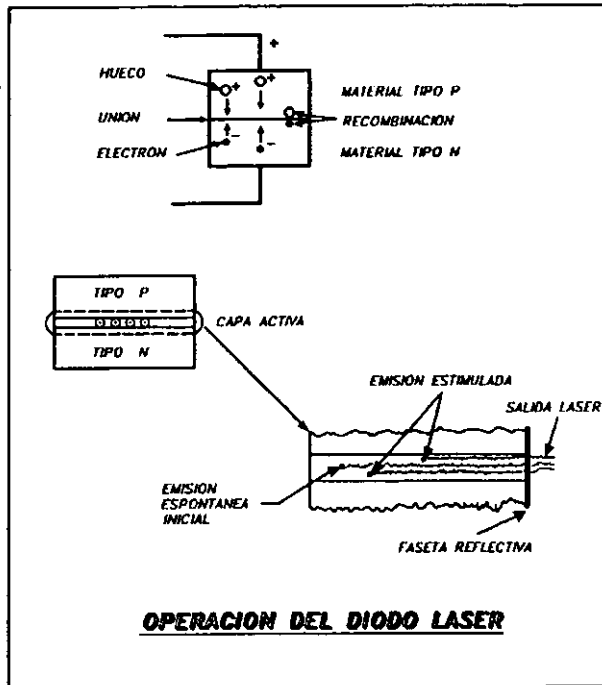 +
HUECO
+
+
MATERIAL TIPO P
UNION
RECOMBINACION
-
-
ELECTRON
MATERIAL TIPO N
TIPO P
CAPA ACTIVA
TIPO N
EMISION ESTIMULADA
SALIDA LASER
EMISION
ESPONTANEA
INICIAL
FASETA REFLECTIVA
OPERACION DEL DIODO LASER